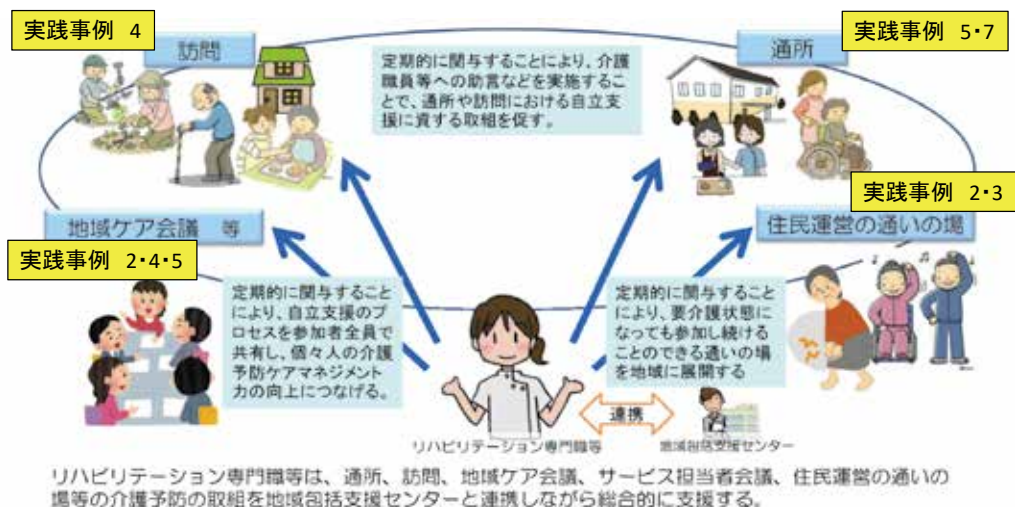 実践事例 4
訪問
定期的に関与することにより、介護
職員等への助言などを実施するこ
とで、通所や訪問における自立支
援に資する取組を促す。
実践事例 5・7
通所
実践事例 2・3
住民運営の通いの場
地域ケア会議 等
実践事例 2・4・5
定期的に関与すること
により、自立支援のプ
ロセスを参加者全員で
共有し、個々人の介護
予防ケアマネジメント
力の向上につなげる。
定期的に関与すること
により、要介護状態に
なっても参加し続ける
ことのできる通いの場
を地域に展開する
連携
リハビリテーション専門職等
地域包括支援センター
リハビリテーション専門職等は、通所、訪問、地域ケア会議、サービス担当者会議、住民運営の通いの
場等の介護予防の取組を地域包括支援センターと連携しながら総合的に支援する。